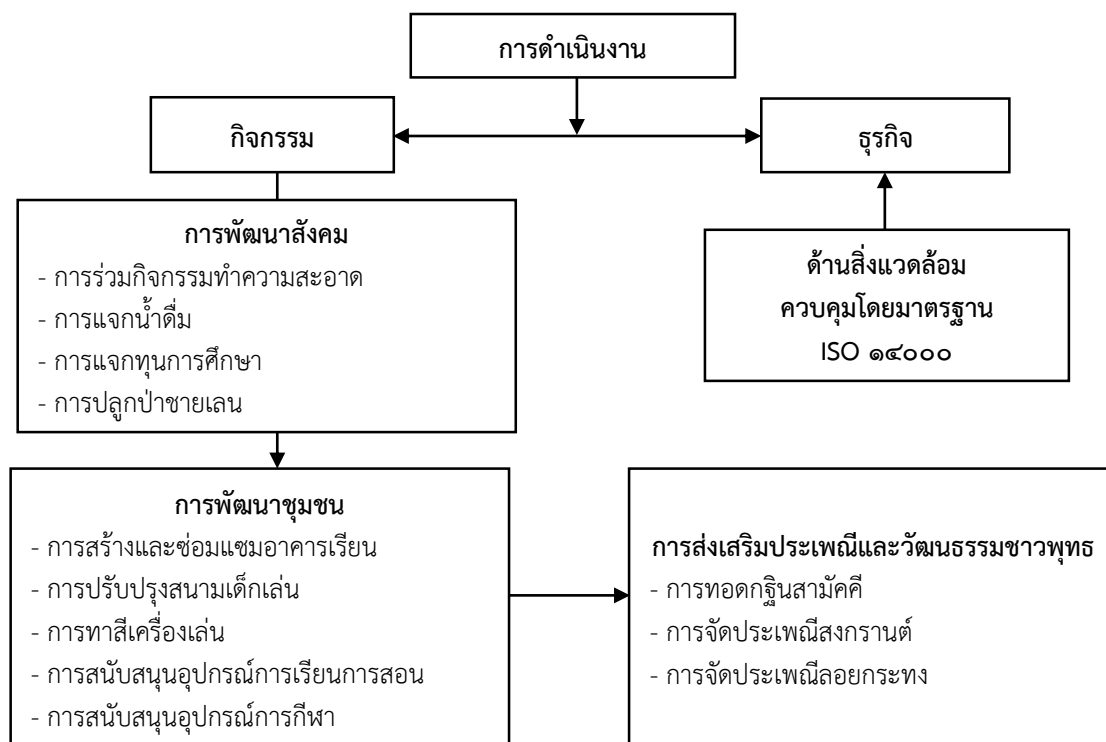 การดำเนินงาน
กิจกรรม
ธุรกิจ
การพัฒนาสังคม
- การร่วมกิจกรรมทำความสะอาด
- การแจกน้ำดื่ม
- การแจกทุนการศึกษา
- การปลูกป่าชายเลน
ด้านสิ่งแวดล้อม
ควบคุมโดยมาตรฐาน
ISO ๑๔๐๐๐
การพัฒนาชุมชน
- การสร้างและซ่อมแซมอาคารเรียน
- การปรับปรุงสนามเด็กเล่น
- การทาสีเครื่องเล่น
- การสนับสนุนอุปกรณ์การเรียนการสอน
- การสนับสนุนอุปกรณ์การกีฬา
การส่งเสริมประเพณีและวัฒนธรรมชาวพุทธ
- การทอดกฐินสามัคคี
- การจัดประเพณีสงกรานต์
- การจัดประเพณีลอยกระทง